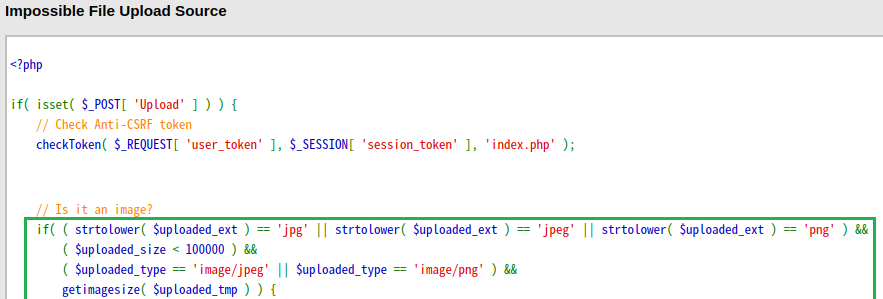 Impossible File Upload Source
<?php
if( isset( $_POST[ 'Upload' ] ) ) {
// Check Anti-CSRF token
checkToken( $_REQUEST[ 'user_token' ], $_SESSION[ 'session_token' ], 'index.php' );
// Is it an image?
if( ( strtolower( $uploaded_ext ) == 'jpg' || strtolower( $uploaded_ext ) == 'jpeg' || strtolower( $uploaded_ext ) == 'png' ) &&
( $uploaded_size < 100000 ) &&
( $uploaded_type == 'image/jpeg' || $uploaded_type == 'image/png' ) &&
getimagesize( $uploaded_tmp ) ) {